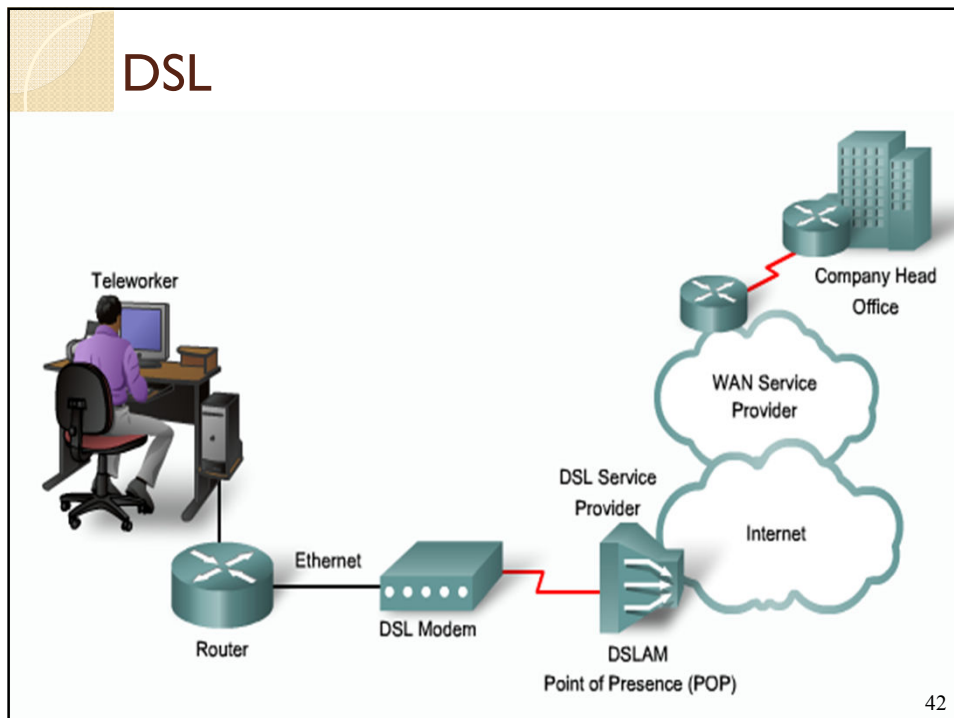 DSL
Teleworker
Company Head
Office
WAN Service
Provider
DSL Service
Provider
Internet
Ethernet
DSL Modem
Router
DSLAM
Point of Presence (POP)
42